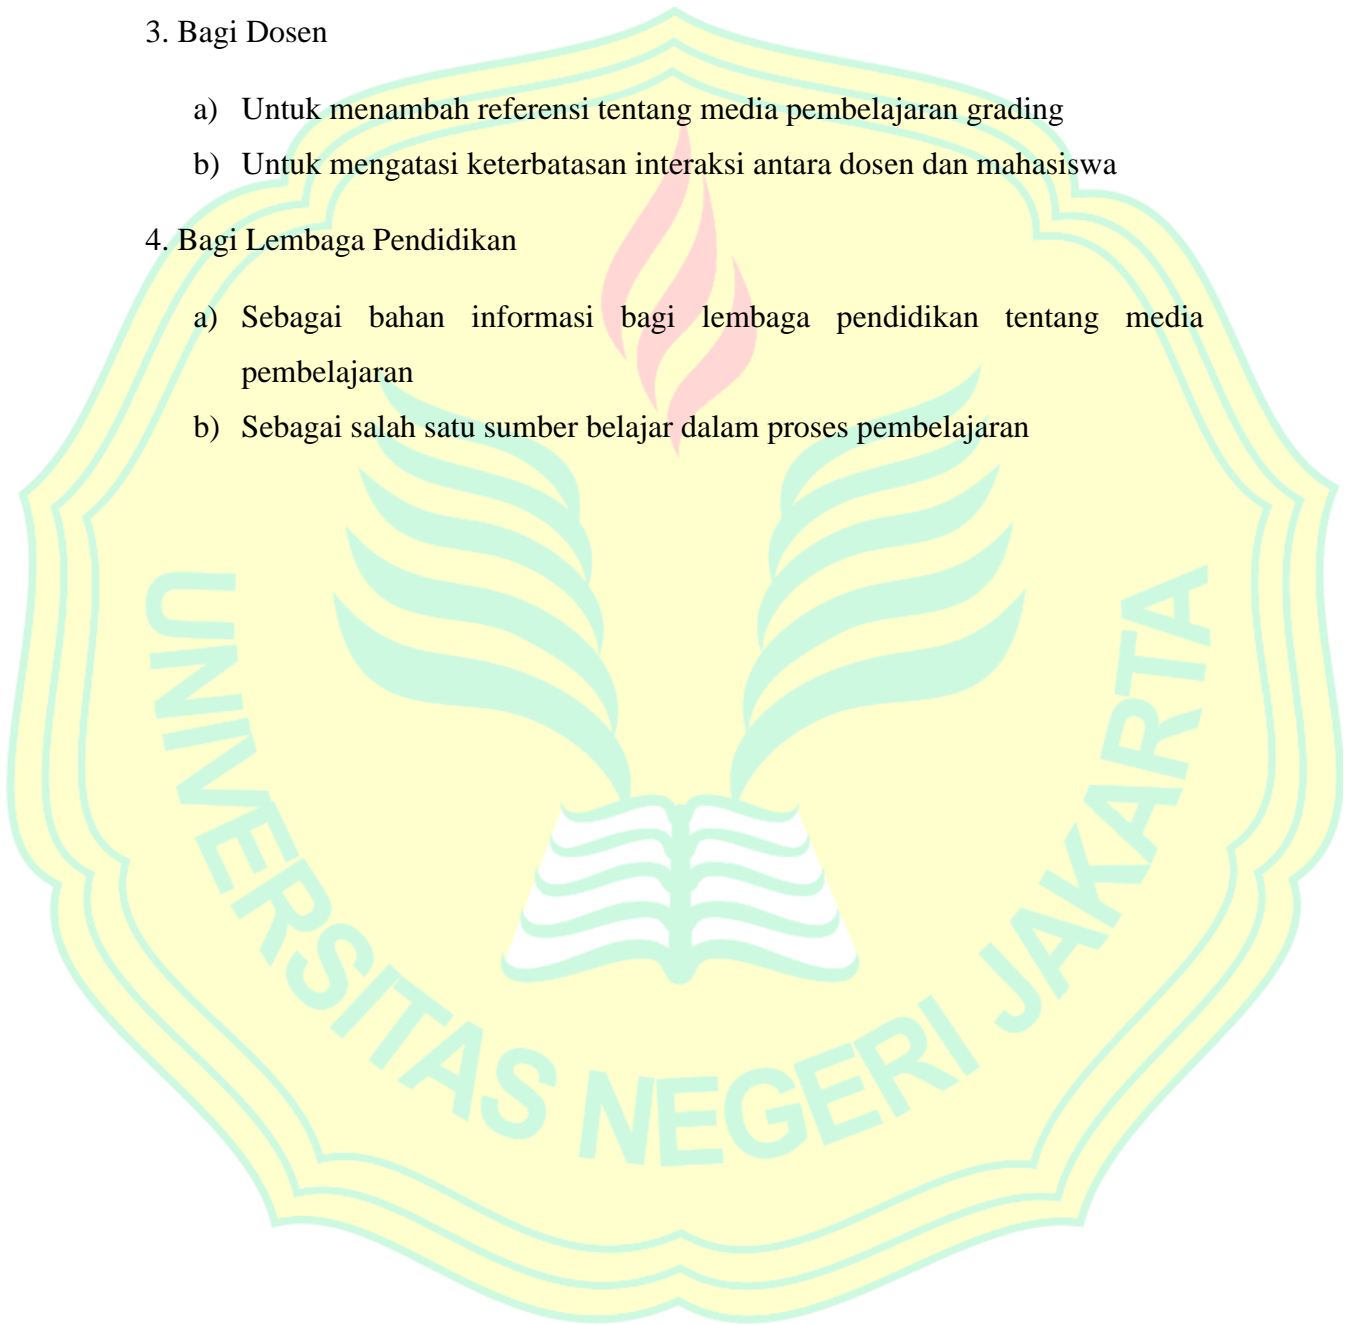 3. Bagi Dosen
a) Untuk menambah referensi tentang media pembelajaran grading
b) Untuk mengatasi keterbatasan interaksi antara dosen dan mahasiswa
4. Bagi Lembaga Pendidikan
a) Sebagai bahan informasi bagi lembaga pendidikan tentang media
pembelajaran
b) Sebagai salah satu sumber belajar dalam proses pembelajaran
UNIVERSITAS NEGERI JAKARTA